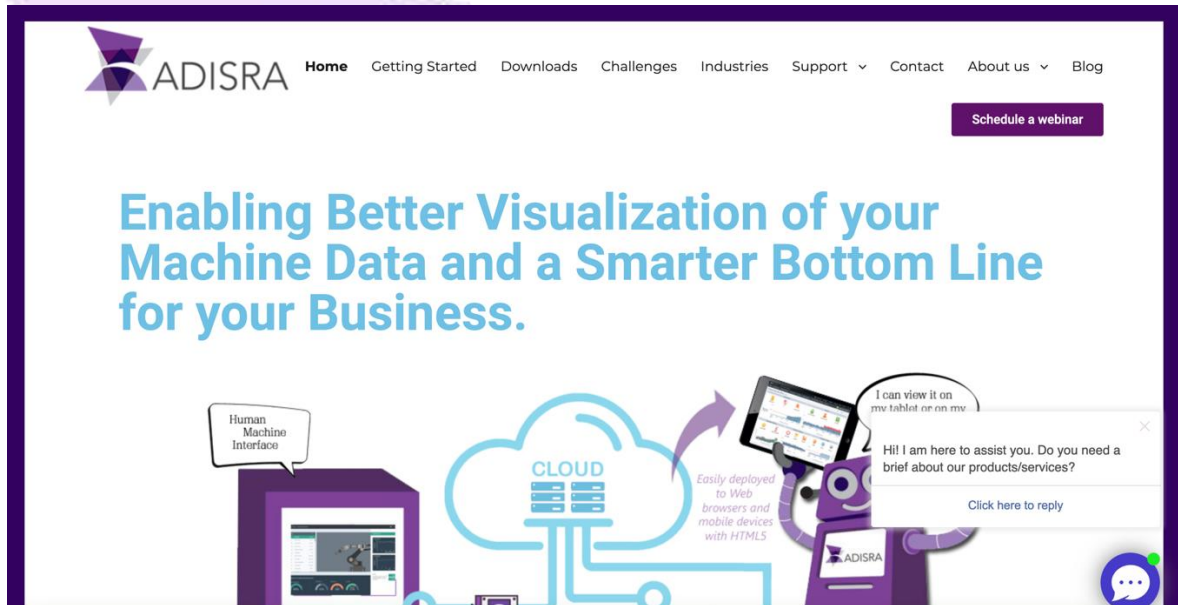 ADISRA
Home Getting Started Downloads Challenges Industries Support Contact About us Blog
Schedule a webinar
Enabling Better Visualization of your
Machine Data and a Smarter Bottom Line
for your Business.
Human
Machine
Interface
CLOUD
Easily deployed
to Web
browsers and
mobile devices
with HTML5
I can view it on
my tablet or on my
Hi! I am here to assist you. Do you need a
brief about our products/services?
Click here to reply
ADISRA